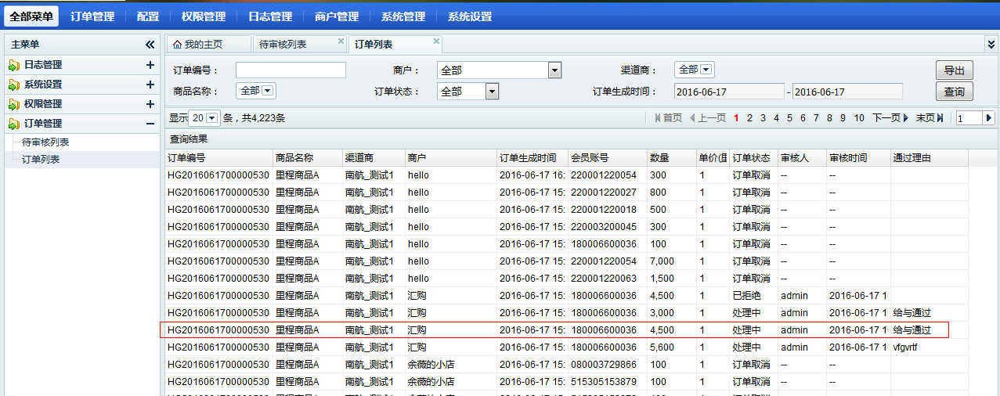 全部菜单 订单管理 配置 权限管理 日志管理 商户管理 系统管理 系统设置
主菜单 我的主页 待审核列表 订单列表
日志管理
系统设置
权限管理
订单管理
待审核列表
订单列表
订单编号： 商户： 全部 渠道商： 全部 导出
商品名称： 全部 订单状态： 全部 订单生成时间： 2016-06-17 - 2016-06-17 查询
显示 20 条，共4,223条 首页 上一页 1 2 3 4 5 6 7 8 9 10 下一页 末页 1
查询结果
订单编号 商品名称 渠道商 商户 订单生成时间 会员账号 数量 单价(里 订单状态 审核人 审核时间 通过理由
HG2016061700000530 里程商品A 南航_测试1 hello 2016-06-17 16: 220001220054 300 1 订单取消 -- --
HG2016061700000530 里程商品A 南航_测试1 hello 2016-06-17 15: 220001220027 800 1 订单取消 -- --
HG2016061700000530 里程商品A 南航_测试1 hello 2016-06-17 15: 220001220018 500 1 订单取消 -- --
HG2016061700000530 里程商品A 南航_测试1 hello 2016-06-17 15: 220003200045 300 1 订单取消 -- --
HG2016061700000530 里程商品A 南航_测试1 hello 2016-06-17 15: 180006600036 100 1 订单取消 -- --
HG2016061700000530 里程商品A 南航_测试1 hello 2016-06-17 15: 220001220054 7,000 1 订单取消 -- --
HG2016061700000530 里程商品A 南航_测试1 hello 2016-06-17 15: 220001220063 1,500 1 订单取消 -- --
HG2016061700000530 里程商品A 南航_测试1 汇购 2016-06-17 15: 180006600036 4,500 1 已拒绝 admin 2016-06-17 1
HG2016061700000530 里程商品A 南航_测试1 汇购 2016-06-17 15: 180006600036 3,000 1 处理中 admin 2016-06-17 1 给与通过
HG2016061700000530 里程商品A 南航_测试1 汇购 2016-06-17 15: 180006600036 4,500 1 处理中 admin 2016-06-17 1 给与通过
HG2016061700000530 里程商品A 南航_测试1 汇购 2016-06-17 15: 180006600036 5,600 1 处理中 admin 2016-06-17 1 vfgvrtf
HG2016061700000530 里程商品A 南航_测试1 余薇的小店 2016-06-17 15: 080003729866 100 1 订单取消 -- --
HG2016061700000530 里程商品A 南航_测试1 余薇的小店 2016-06-17 15: 515305153879 100 1 订单取消 -- --